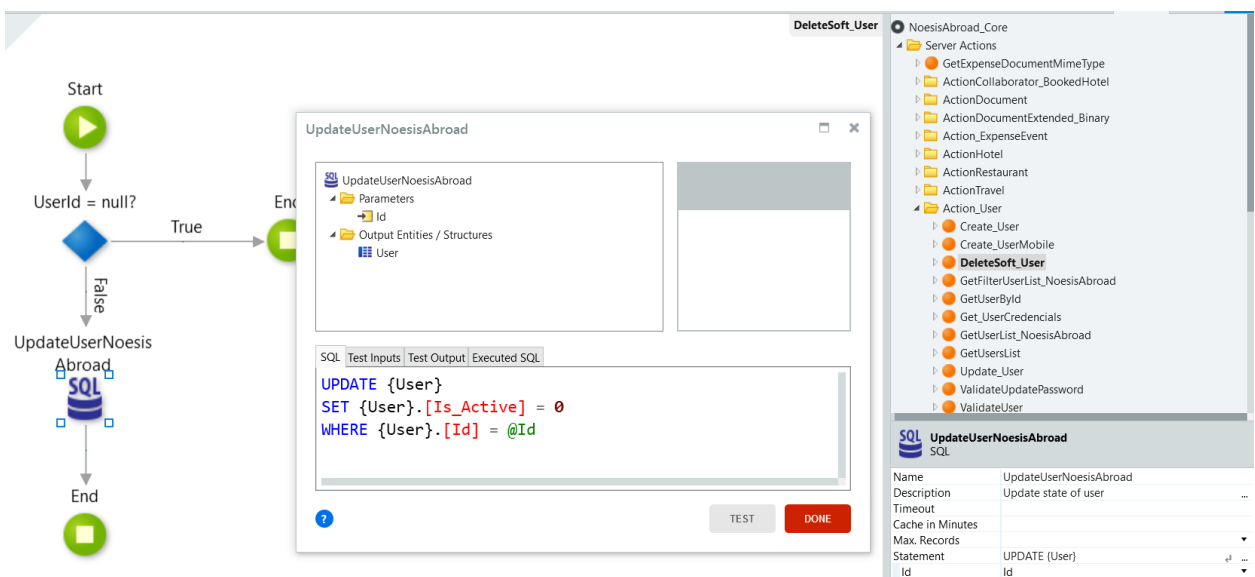 DeleteSoft_User
Start
UserId = null?
True
False
UpdateUserNoesis
Abroad
SQL
End
UpdateUserNoesisAbroad
UpdateUserNoesisAbroad
Parameters
Id
Output Entities / Structures
User
SQL
Test Inputs
Test Output
Executed SQL
UPDATE {User}
SET {User}.[Is_Active] = 0
WHERE {User}.[Id] = @Id
?
TEST
DONE
NoesisAbroad_Core
Server Actions
GetExpenseDocumentMimeType
ActionCollaborator_BookedHotel
ActionDocument
ActionDocumentExtended_Binary
Action_ExpenseEvent
ActionHotel
ActionRestaurant
ActionTravel
Action_User
Create_User
Create_UserMobile
DeleteSoft_User
GetFilterUserList_NoesisAbroad
GetUserById
Get_UserCredencials
GetUserList_NoesisAbroad
GetUsersList
Update_User
ValidateUpdatePassword
ValidateUser
SQL
UpdateUserNoesisAbroad
SQL
Name UpdateUserNoesisAbroad
Description Update state of user ...
Timeout
Cache in Minutes
Max. Records
Statement UPDATE {User} ...
Id Id